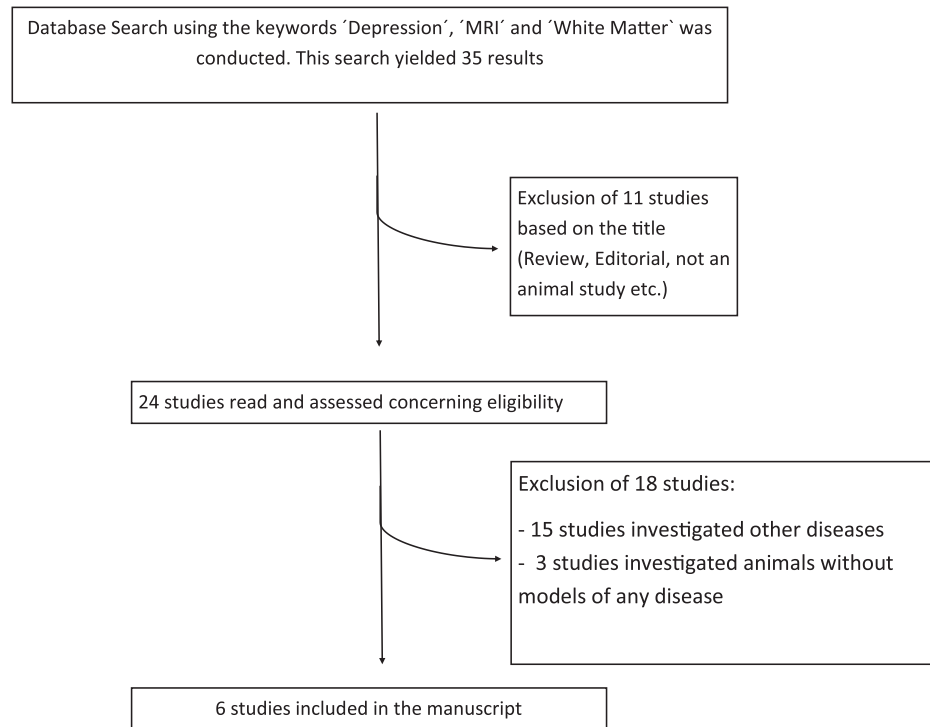 Database Search using the keywords ´Depression´, ´MRI´ and ´White Matter` was
conducted. This search yielded 35 results
Exclusion of 11 studies
based on the title
(Review, Editorial, not an
animal study etc.)
24 studies read and assessed concerning eligibility
Exclusion of 18 studies:
- 15 studies investigated other diseases
- 3 studies investigated animals without
models of any disease
6 studies included in the manuscript